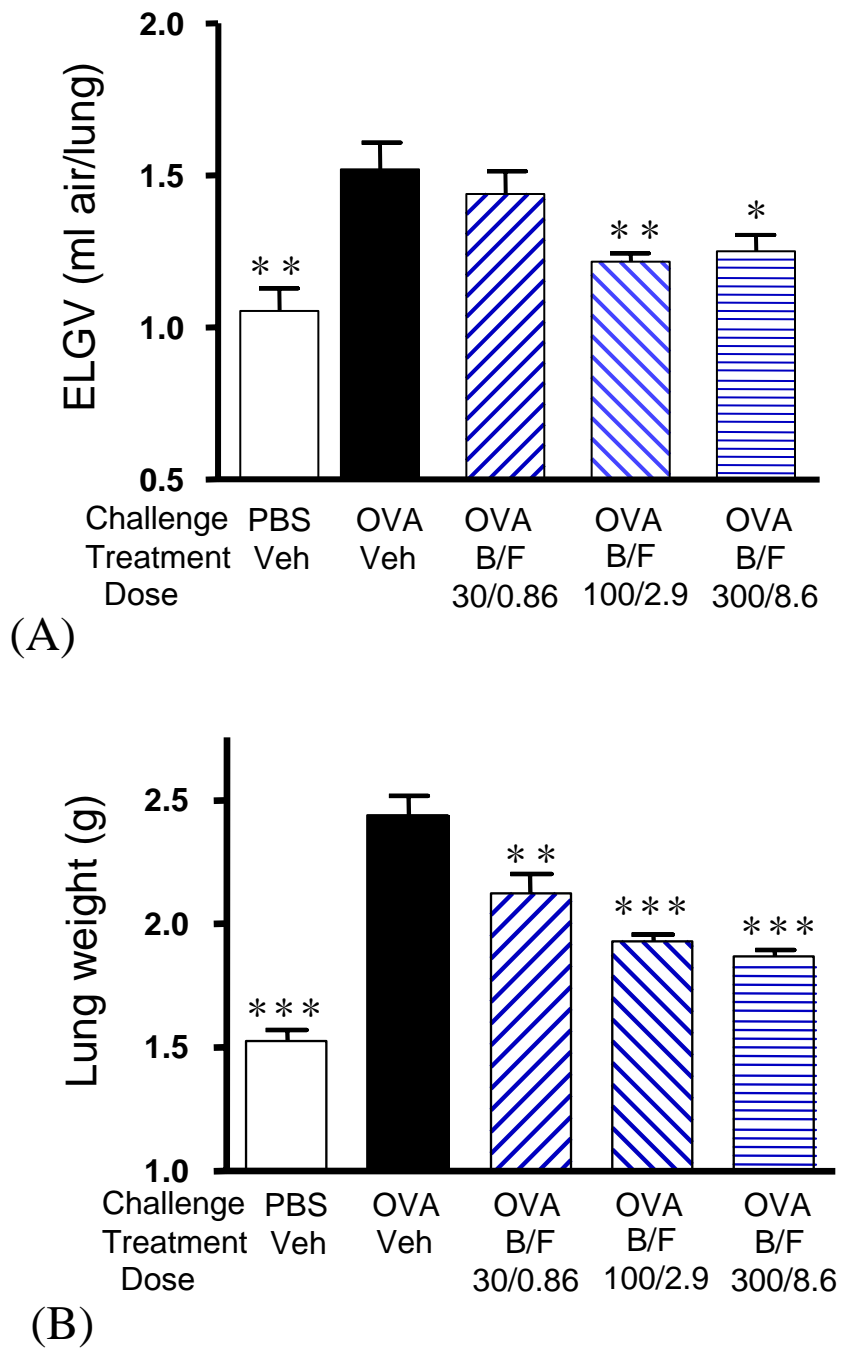 2.0
1.5
1.0
0.5
ELGV (ml air/lung)
**
**
*
Challenge PBS OVA OVA OVA OVA
Treatment Veh Veh B/F B/F B/F
Dose 30/0.86 100/2.9 300/8.6
(A)
2.5
2.0
1.5
1.0
Lung weight (g)
***
**
***
***
Challenge PBS OVA OVA OVA OVA
Treatment Veh Veh B/F B/F B/F
Dose 30/0.86 100/2.9 300/8.6
(B)